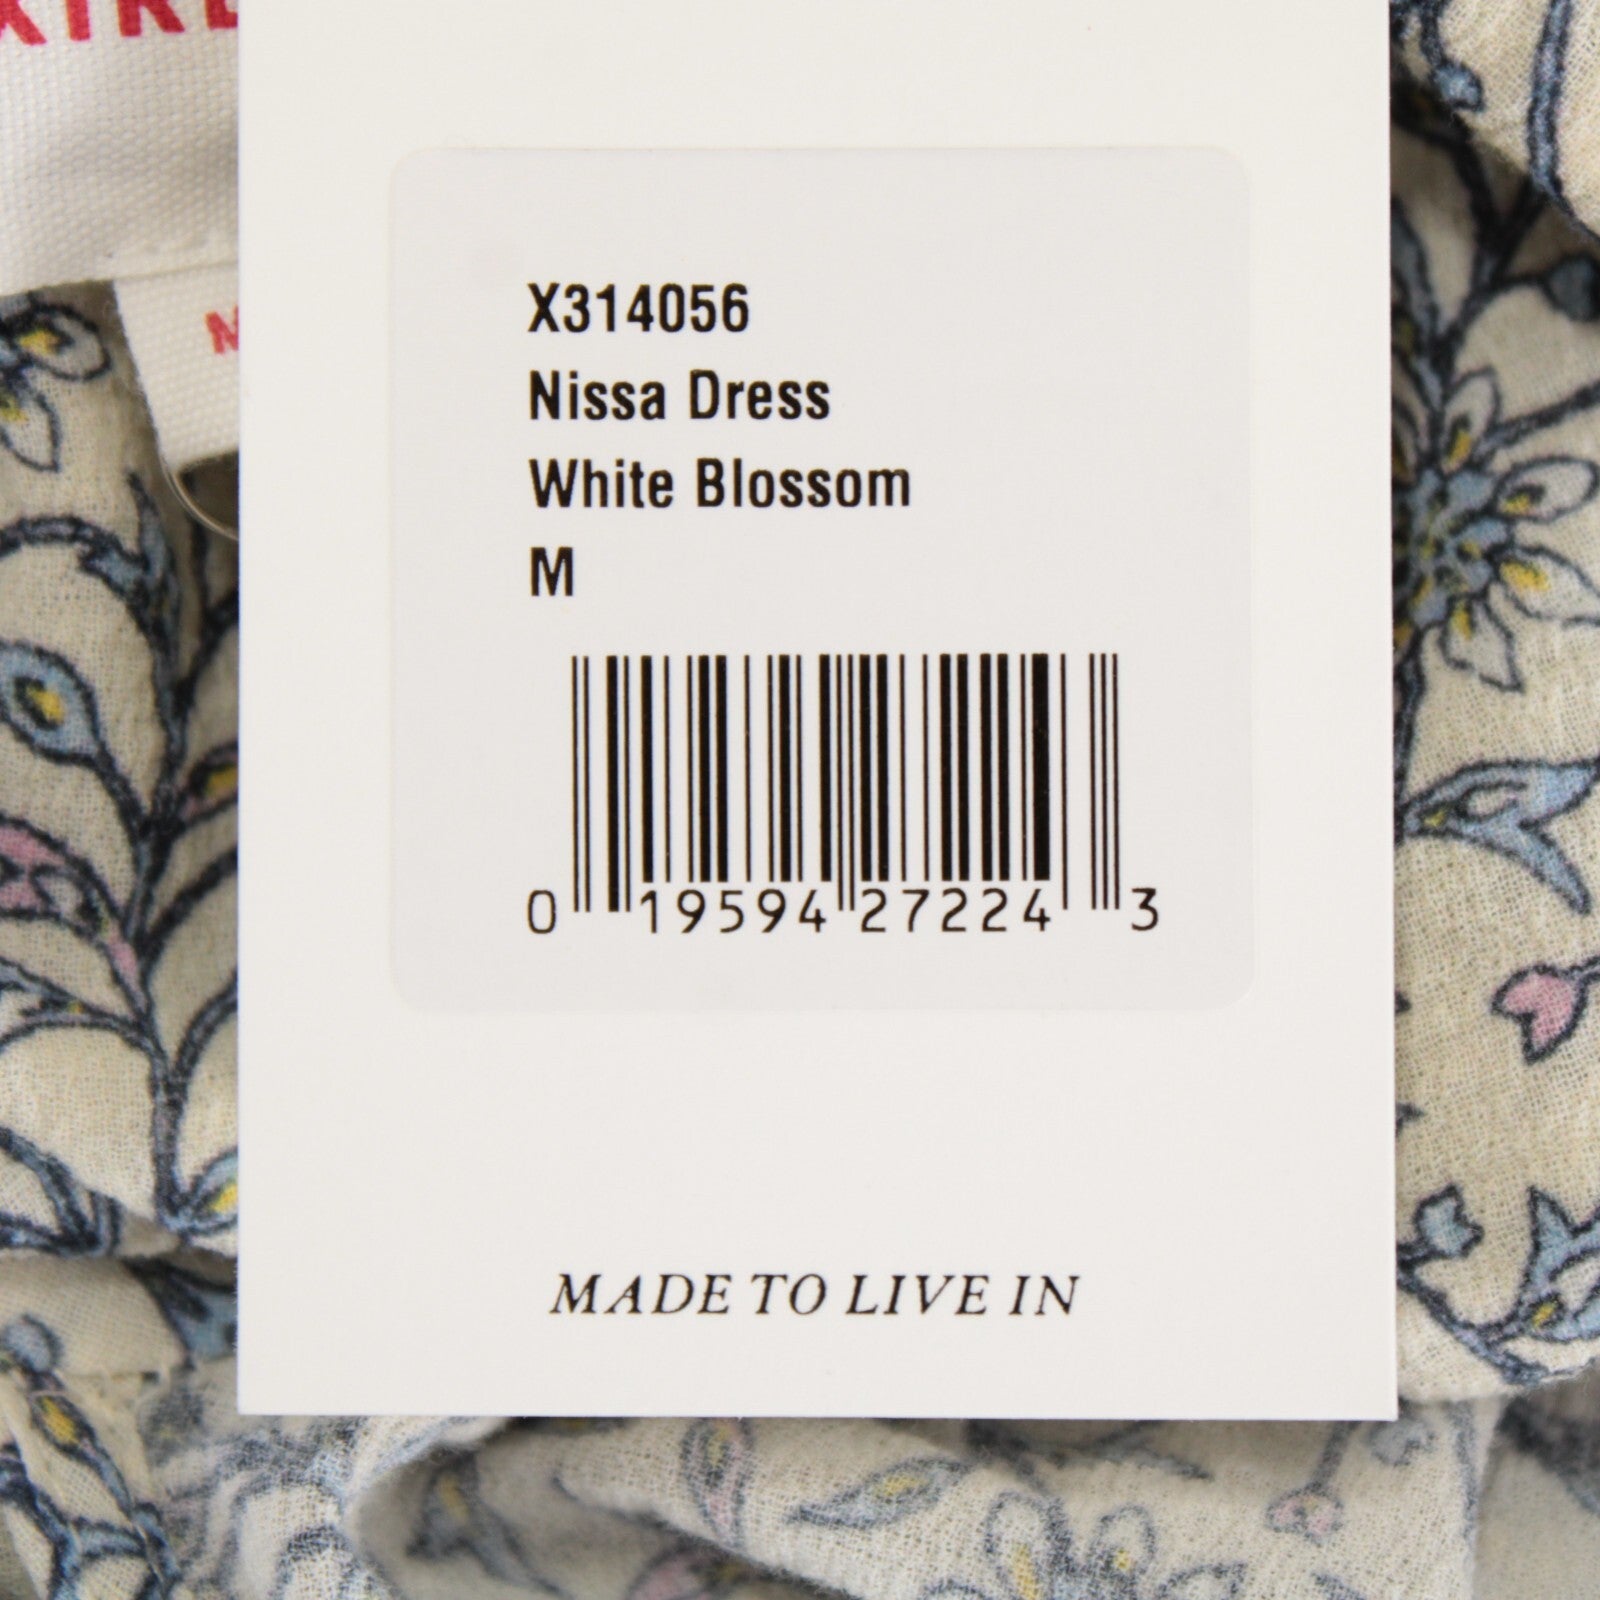 X314056
Nissa Dress
White Blossom
M
0 19594 27224 3
MADE TO LIVE IN